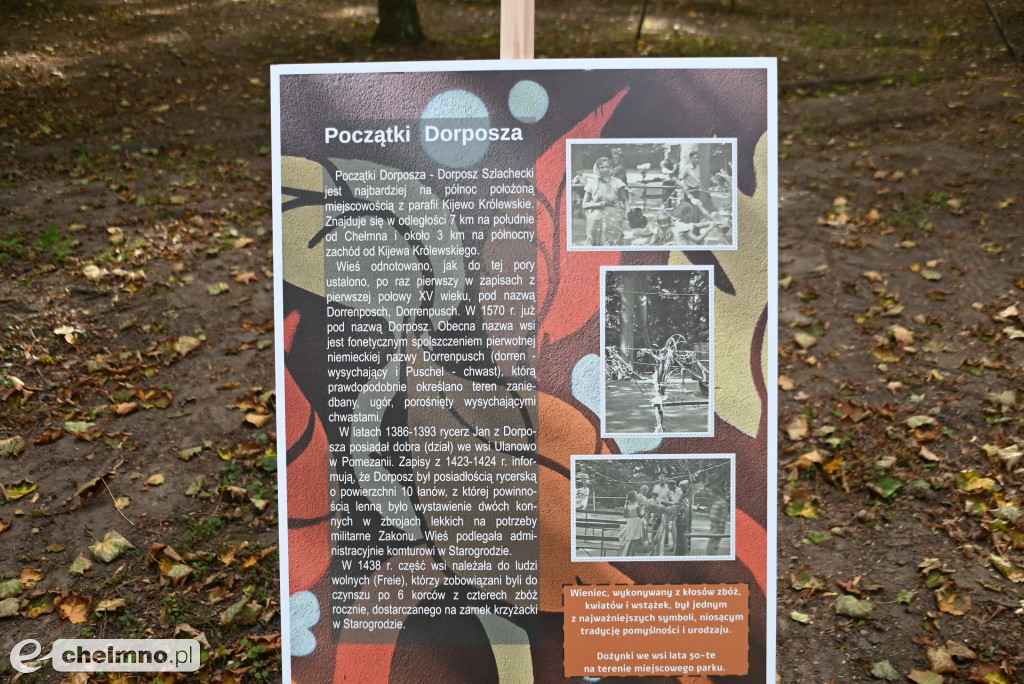 Początki Dorposza
Początki Dorposza - Dorposz Szlachecki
jest najbardziej na północ położoną
miejscowością z parafii Kijewo Królewskie.
Znajduje się w odległości 7 km na południe
od Chełmna i około 3 km na północny
zachód od Kijewa Królewskiego.
Wieś odnotowano, jak do tej pory
ustalono, po raz pierwszy w zapisach z
pierwszej połowy XV wieku, pod nazwą
Dorrenposch, Dorrenpusch. W 1570 r. już
pod nazwą Dorposz. Obecna nazwa wsi
jest fonetycznym spolszczeniem pierwotnej
niemieckiej nazwy Dorrenpusch (dorren -
wysychający i Puschel - chwast), którą
prawdopodobnie określano teren zanie-
dbany, ugór, porośnięty wysychającymi
chwastami.
W latach 1386-1393 rycerz Jan z Dorpo-
sza posiadał dobra (dział) we wsi Ulanowo
w Pomezanii. Zapisy z 1423-1424 r. infor-
mują, że Dorposz był posiadłością rycerską
o powierzchni 10 łanów, z której powinno-
ścią lenną było wystawienie dwóch kon-
nych w zbrojach lekkich na potrzeby
militarne Zakonu. Wieś podlegała admi-
nistracyjnie komturowi w Starogrodzie.
W 1438 r. część wsi należała do ludzi
wolnych (Freie), którzy zobowiązani byli do
czynszu po 6 korców z czterech zbóż
rocznie, dostarczanego na zamek krzyżacki
w Starogrodzie.
Wieniec, wykonywany z kłosów zbóż,
kwiatów i wstążek, był jednym
z najważniejszych symboli, niosącym
tradycję pomyślności i urodzaju.
Dożynki we wsi lata 50-te
na terenie miejscowego parku.
e chelmno.pl